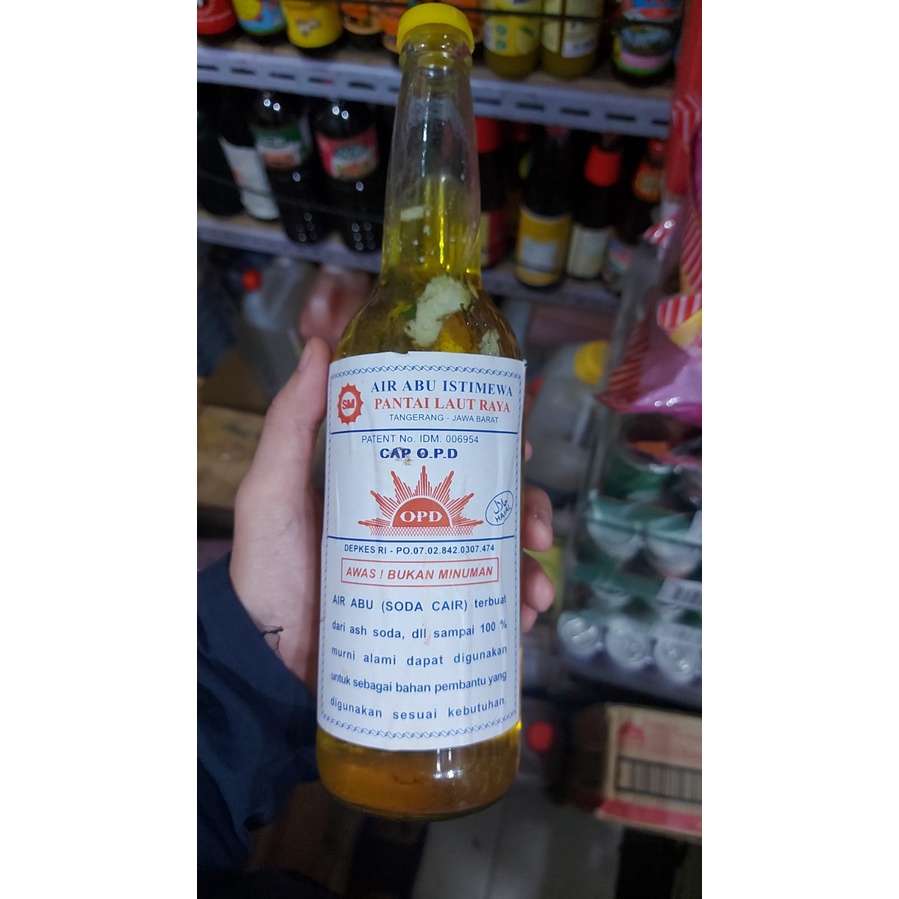 SM
AIR ABU ISTIMEWA
PANTAI LAUT RAYA
TANGERANG - JAWA BARAT
PATENT No. IDM. 006954
CAP O.P.D
OPD
حلال
HALAL
DEPKES RI - PO.07.02.842.0307.474
AWAS ! BUKAN MINUMAN
AIR ABU (SODA CAIR) terbuat
dari ash soda, dll sampai 100 %
murni alami dapat digunakan
untuk sebagai bahan pembantu yang
digunakan sesuai kebutuhan.